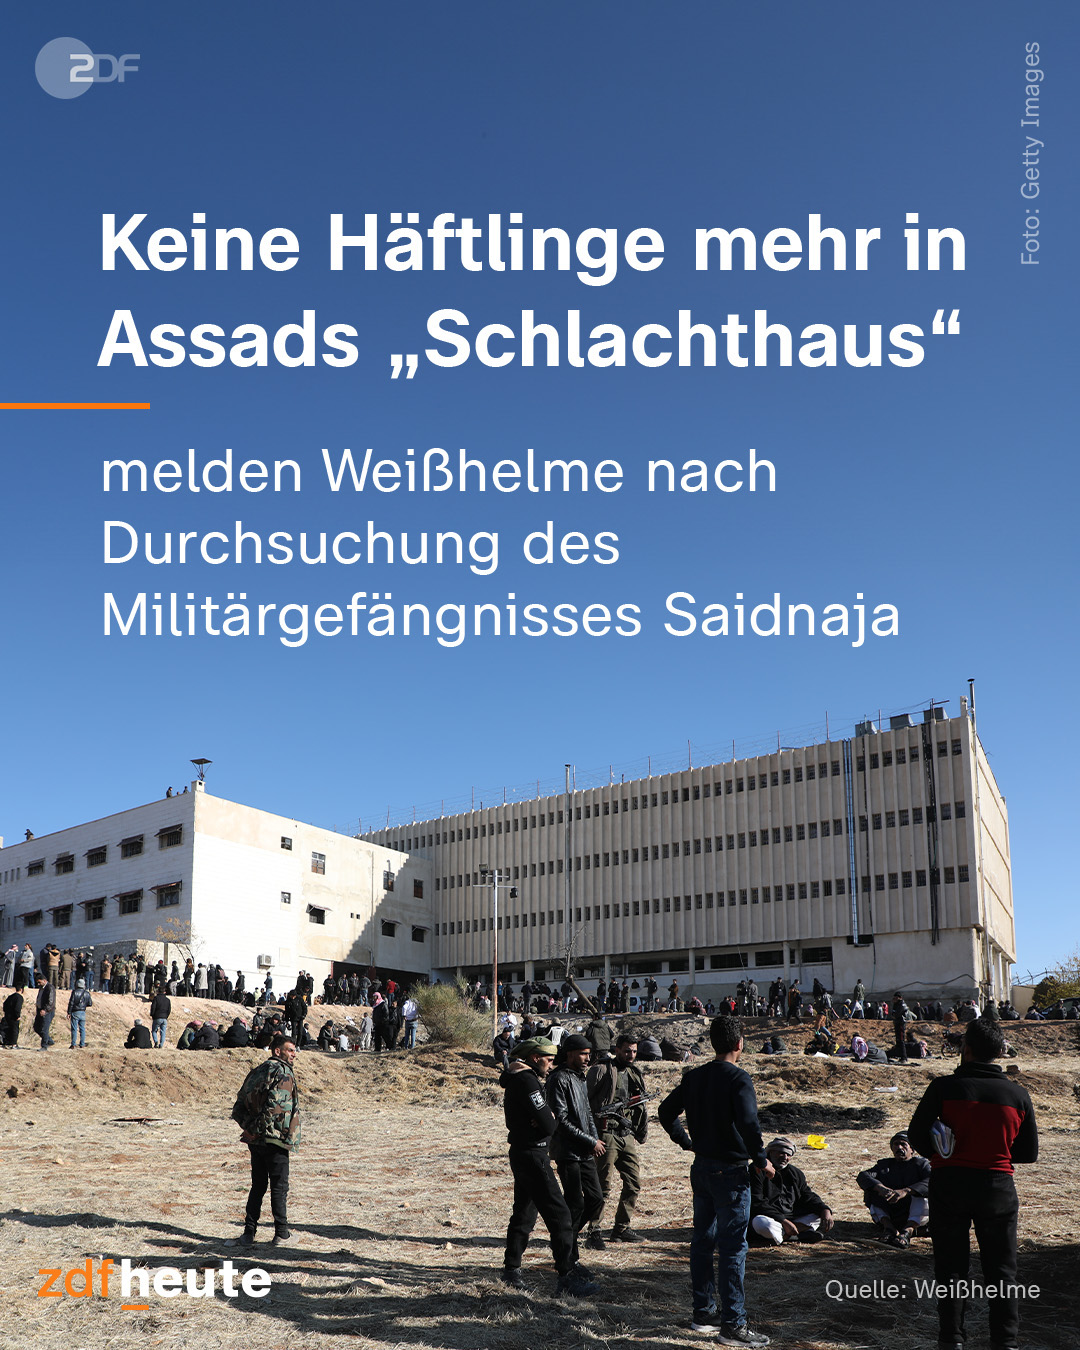 ZDF
Foto: Getty Images
Keine Häftlinge mehr in
Assads „Schlachthaus“
melden Weißhelme nach
Durchsuchung des
Militärgefängnisses Saidnaja
zdfheute
Quelle: Weißhelme